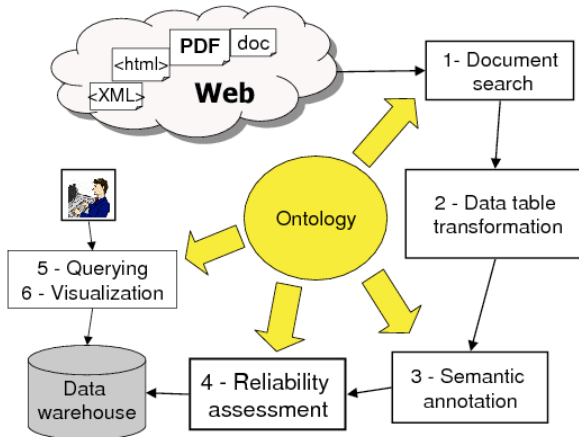 PDF
doc
<html>
<XML>
Web
1- Document
search
Ontology
2 - Data table
transformation
5 - Querying
6 - Visualization
Data
warehouse
4 - Reliability
assessment
3 - Semantic
annotation